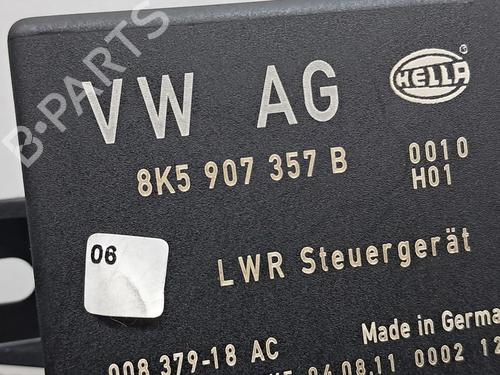 VW AG
HELLA
8K5 907 357 B
0010
H01
06
LWR Steuergerät
008 379-18 AC
Made in Germa
04.08.11 0002 12
B-PARTS